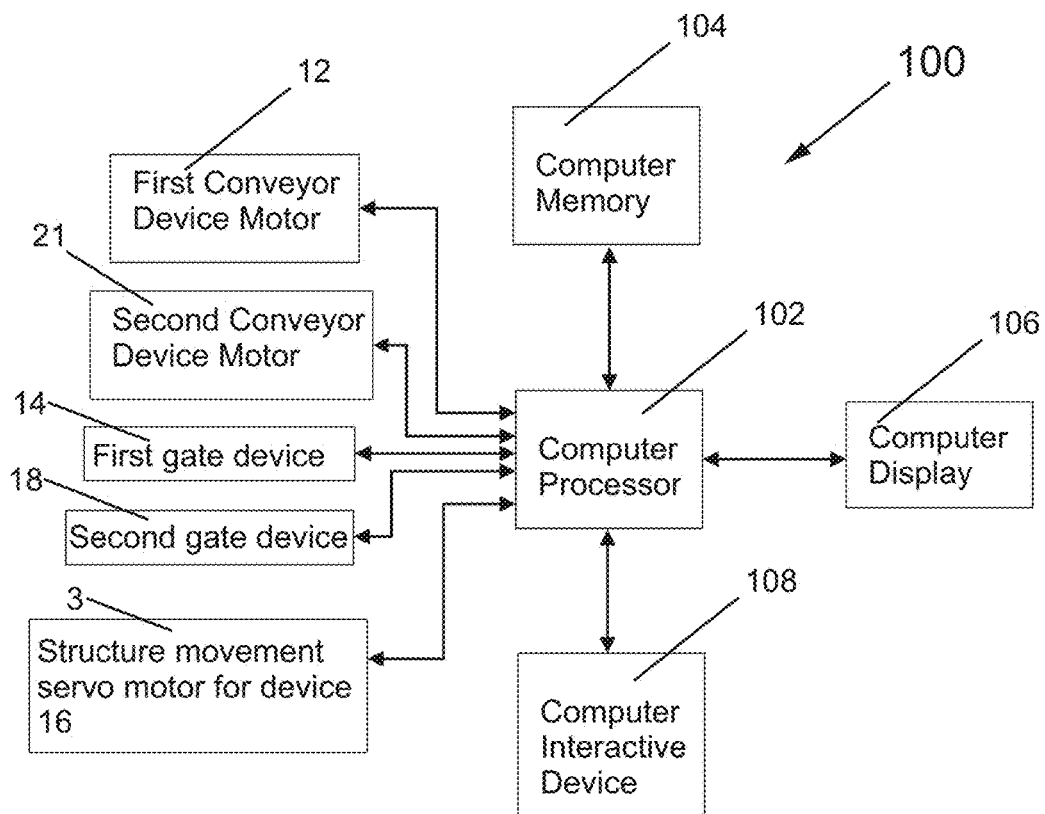 104
100
12
Computer
Memory
First Conveyor
Device Motor
21
Second Conveyor
Device Motor
102
106
14
First gate device
Computer
Processor
Computer
Display
18
Second gate device
3
108
Structure movement
servo motor for device
16
Computer
Interactive
Device